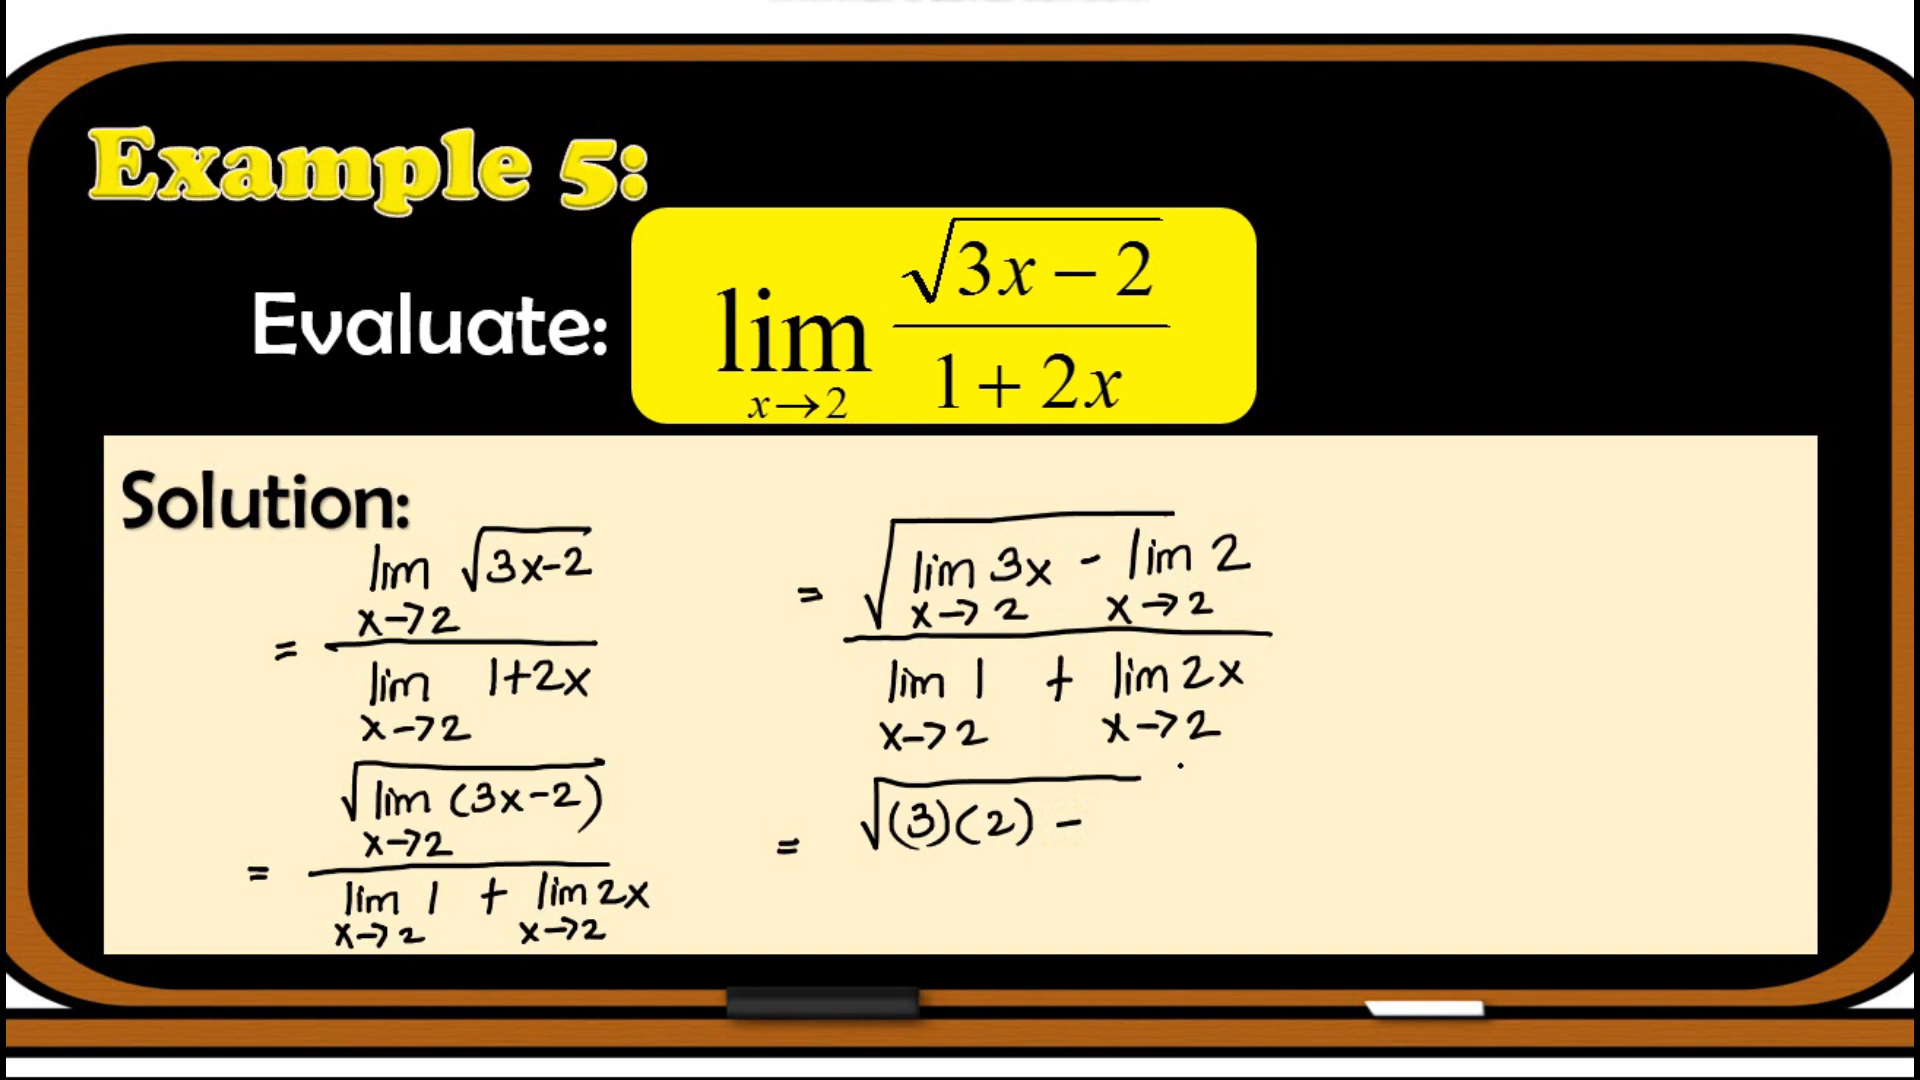 Example 5:
Evaluate: lim x→2 √(3x − 2) / (1 + 2x)
Solution:
= lim x→2 √(3x-2) / lim x→2 1+2x
= √(lim x→2 (3x-2)) / lim x→2 1 + lim x→2 2x
= √(lim x→2 3x - lim x→2 2) / lim x→2 1 + lim x→2 2x
= √(3)(2) -